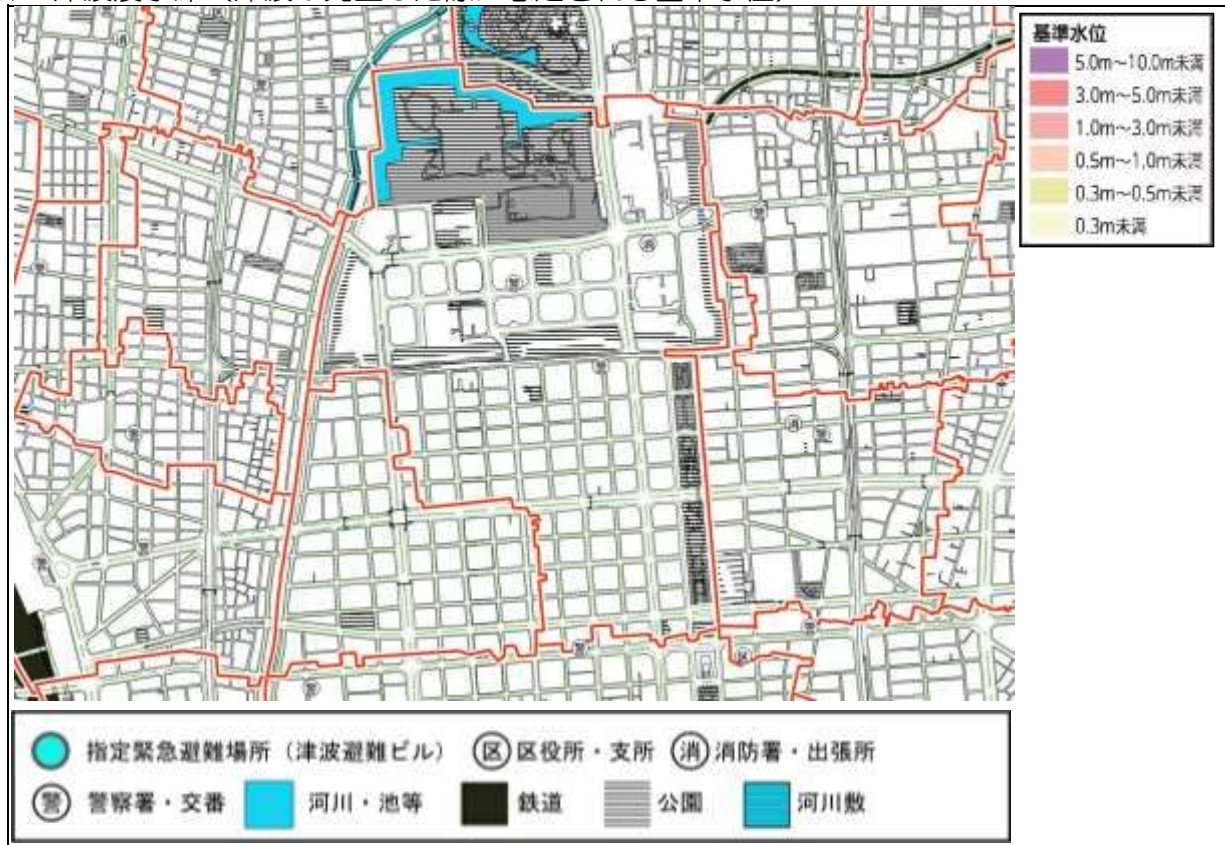 基準水位
5.0m～10.0m未満
3.0m～5.0m未満
1.0m～3.0m未満
0.5m～1.0m未満
0.3m～0.5m未満
0.3m未満
消
警
指定緊急避難場所（津波避難ビル） 区 区役所・支所 消 消防署・出張所
警 警察署・交番 河川・池等 鉄道 公園 河川敷